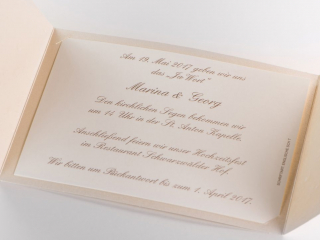 Am 19. Mai 2017 geben wir uns
das „Ja-Wort"
Marina & Georg
Den kirchlichen Segen bekommen wir
um 14 Uhr in der St. Anton Kapelle.
Anschließend feiern wir unser Hochzeitsfest
im Restaurant Schwarzwälder Hof.
Wir bitten um Rückantwort bis zum 1. April 2017.